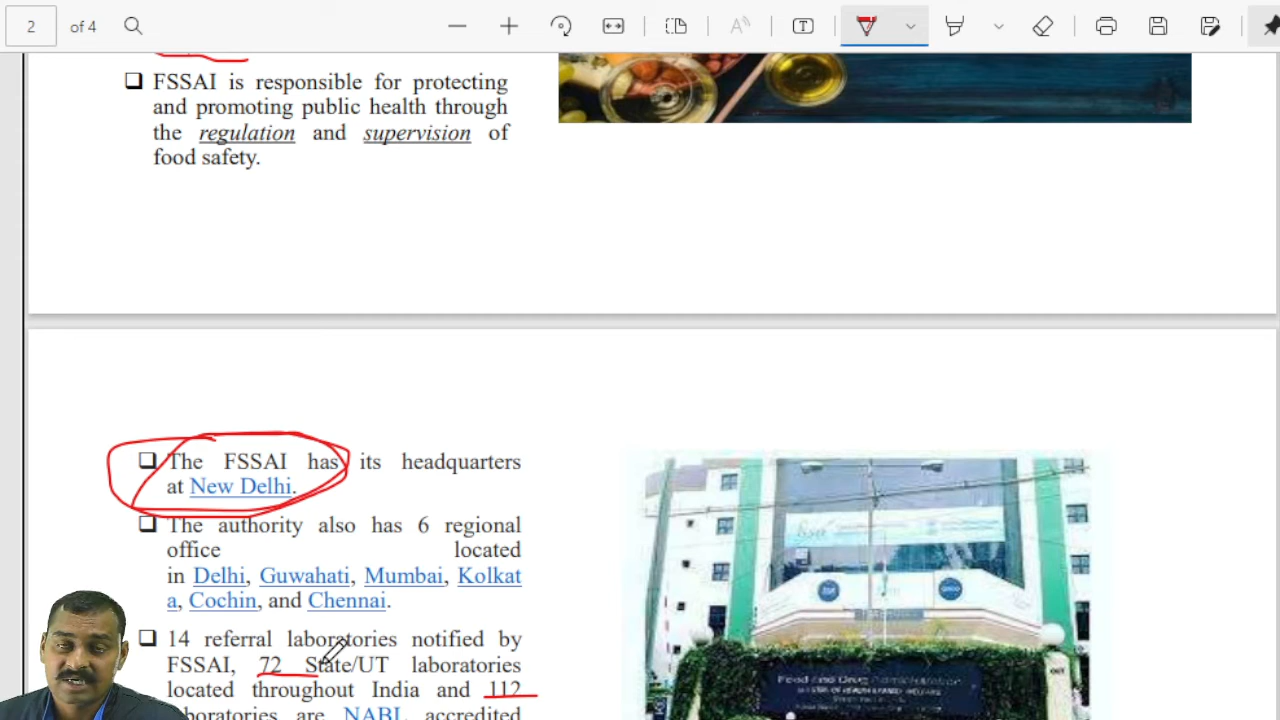 2 of 4
FSSAI is responsible for protecting
and promoting public health through
the regulation and supervision of
food safety.
The FSSAI has its headquarters
at New Delhi.
The authority also has 6 regional
office located
in Delhi, Guwahati, Mumbai, Kolkat
a, Cochin, and Chennai.
14 referral laboratories notified by
FSSAI, 72 State/UT laboratories
located throughout India and 112
laboratories are NABL accredited
fssai
Food And Drug Administration